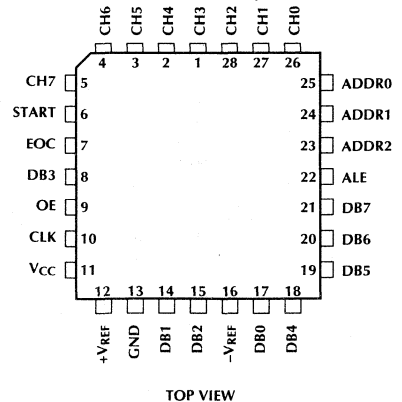 CH6 CH5 CH4 CH3 CH2 CH1 CH0
4 3 2 1 28 27 26
CH7 5 25 ADDR0
START 6 24 ADDR1
EOC 7 23 ADDR2
DB3 8 22 ALE
OE 9 21 DB7
CLK 10 20 DB6
VCC 11 19 DB5
12 13 14 15 16 17 18
+VREF GND DB1 DB2 −VREF DB0 DB4
TOP VIEW